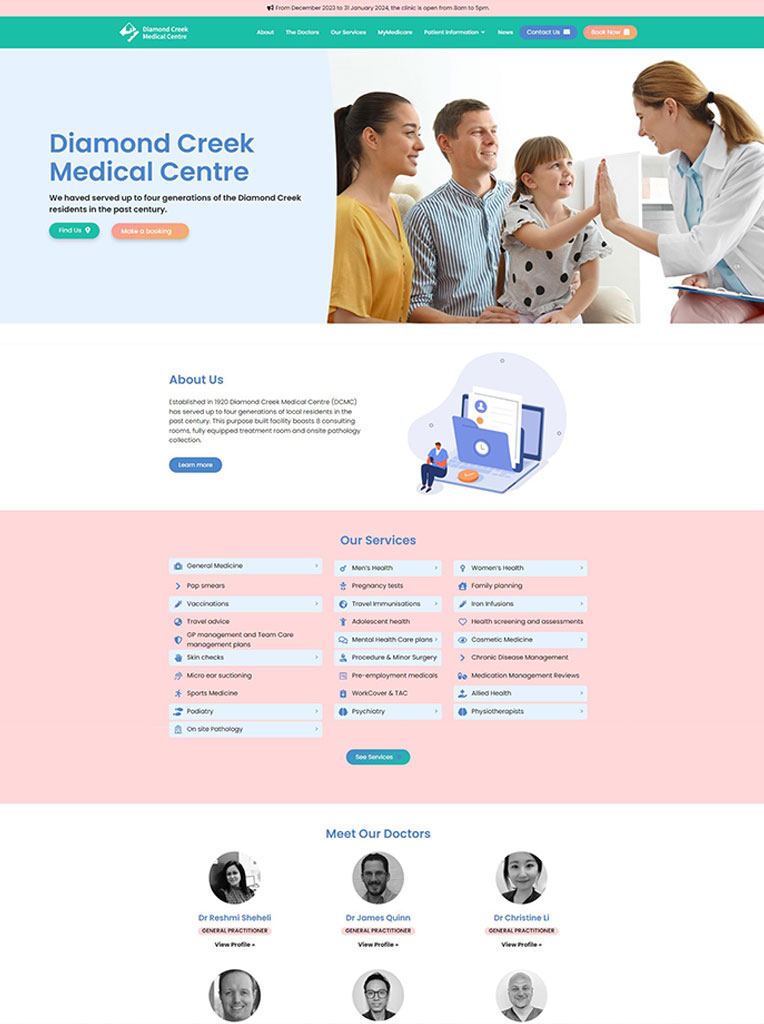 From December 2023 to 31 January 2024, the clinic is open from 8am to 5pm.
Diamond Creek
Medical Centre
About
The Doctors
Our Services
MyMedicare
Patient Information
News
Contact Us
Book Now
Diamond Creek
Medical Centre
We haved served up to four generations of the Diamond Creek
residents in the past century.
Find Us
Make a booking
About Us
Established in 1920 Diamond Creek Medical Centre (DCMC)
has served up to four generations of local residents in the
past century. This purpose built facility boasts 8 consulting
rooms, fully equipped treatment room and onsite pathology
collection.
Learn more
Our Services
General Medicine
Men's Health
Women's Health
Pap smears
Pregnancy tests
Family planning
Vaccinations
Travel Immunisations
Iron Infusions
Travel advice
Adolescent health
Health screening and assessments
GP management and Team Care
management plans
Mental Health Care plans
Cosmetic Medicine
Skin checks
Procedure & Minor Surgery
Chronic Disease Management
Micro ear suctioning
Pre-employment medicals
Medication Management Reviews
Sports Medicine
WorkCover & TAC
Allied Health
Podiatry
Psychiatry
Physiotherapists
On site Pathology
See Services
Meet Our Doctors
Dr Reshmi Sheheli
GENERAL PRACTITIONER
View Profile »
Dr James Quinn
GENERAL PRACTITIONER
View Profile »
Dr Christine Li
GENERAL PRACTITIONER
View Profile »